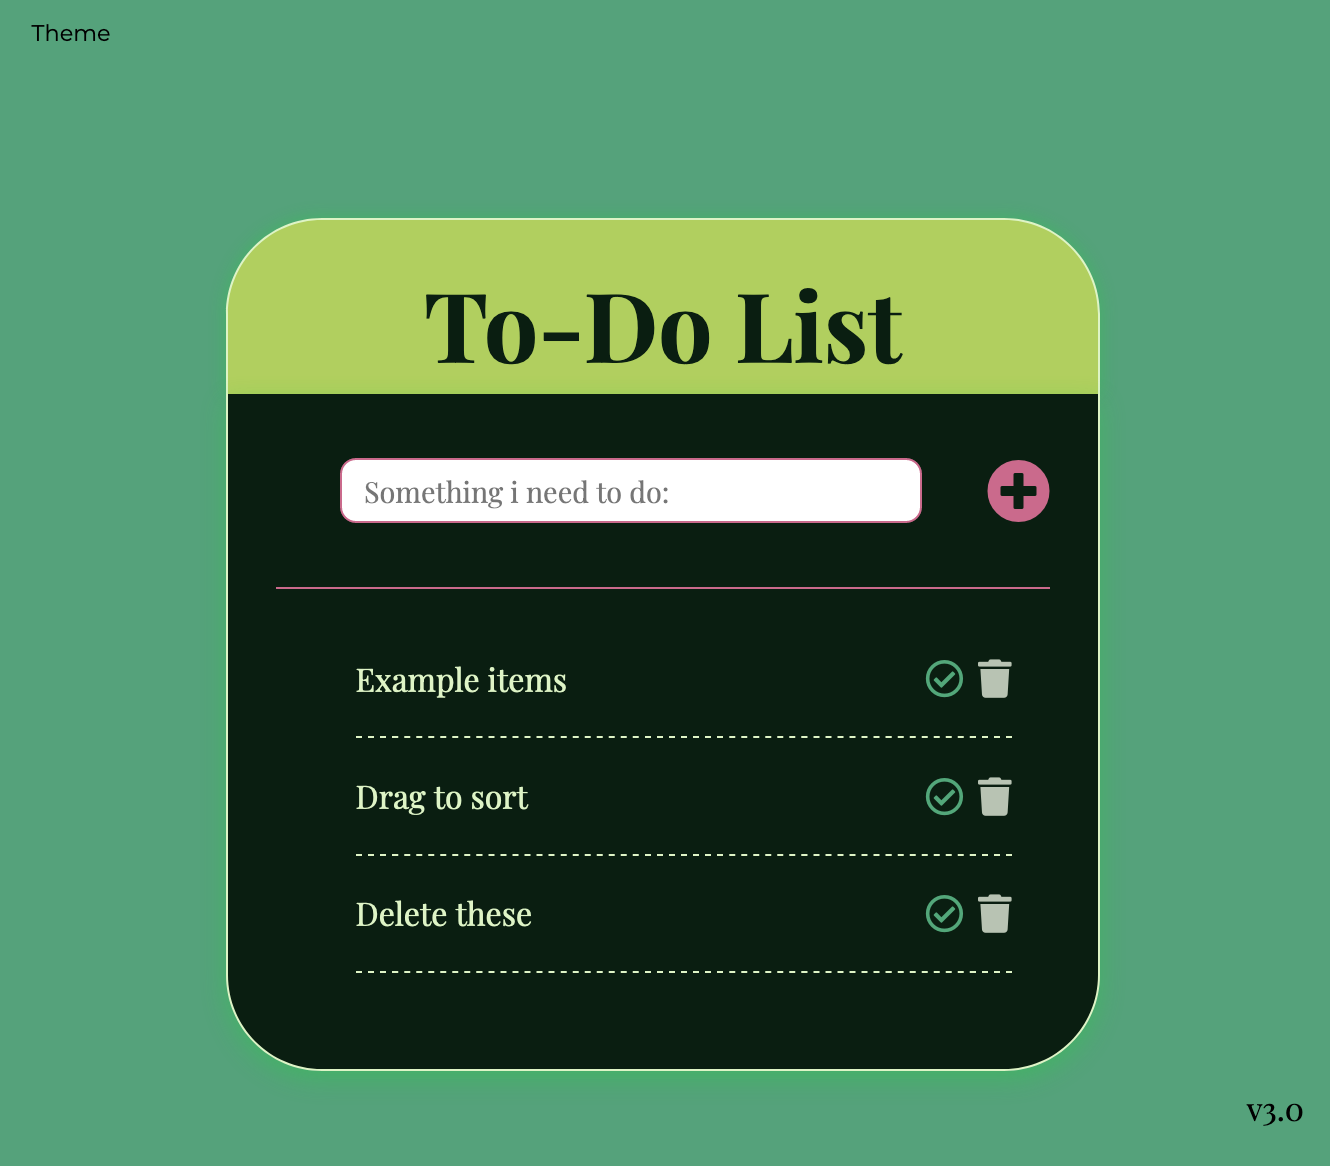 Theme
To-Do List
Something i need to do:
Example items
Drag to sort
Delete these
v3.0